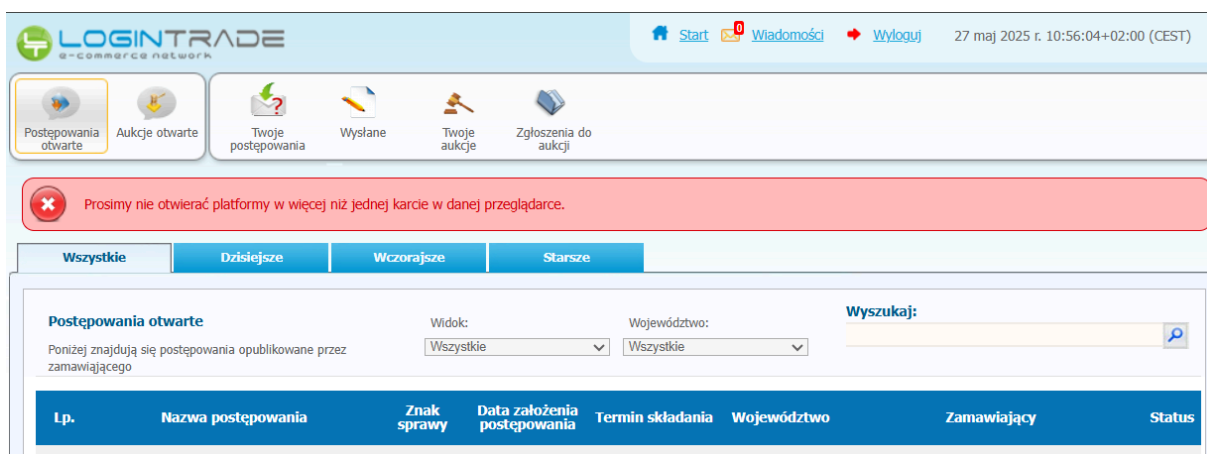 LOGINTRADE
e-commerce network
Start 0 Wiadomości Wyloguj 27 maj 2025 r. 10:56:04+02:00 (CEST)
Postępowania otwarte
Aukcje otwarte
Twoje postępowania
Wysłane
Twoje aukcje
Zgłoszenia do aukcji
Prosimy nie otwierać platformy w więcej niż jednej karcie w danej przeglądarce.
Wszystkie Dzisiejsze Wczorajsze Starsze
Postępowania otwarte
Poniżej znajdują się postępowania opublikowane przez
zamawiąjącego
Widok:
Wszystkie
Województwo:
Wszystkie
Wyszukaj:
Lp. Nazwa postępowania Znak sprawy Data założenia postępowania Termin składania Województwo Zamawiający Status